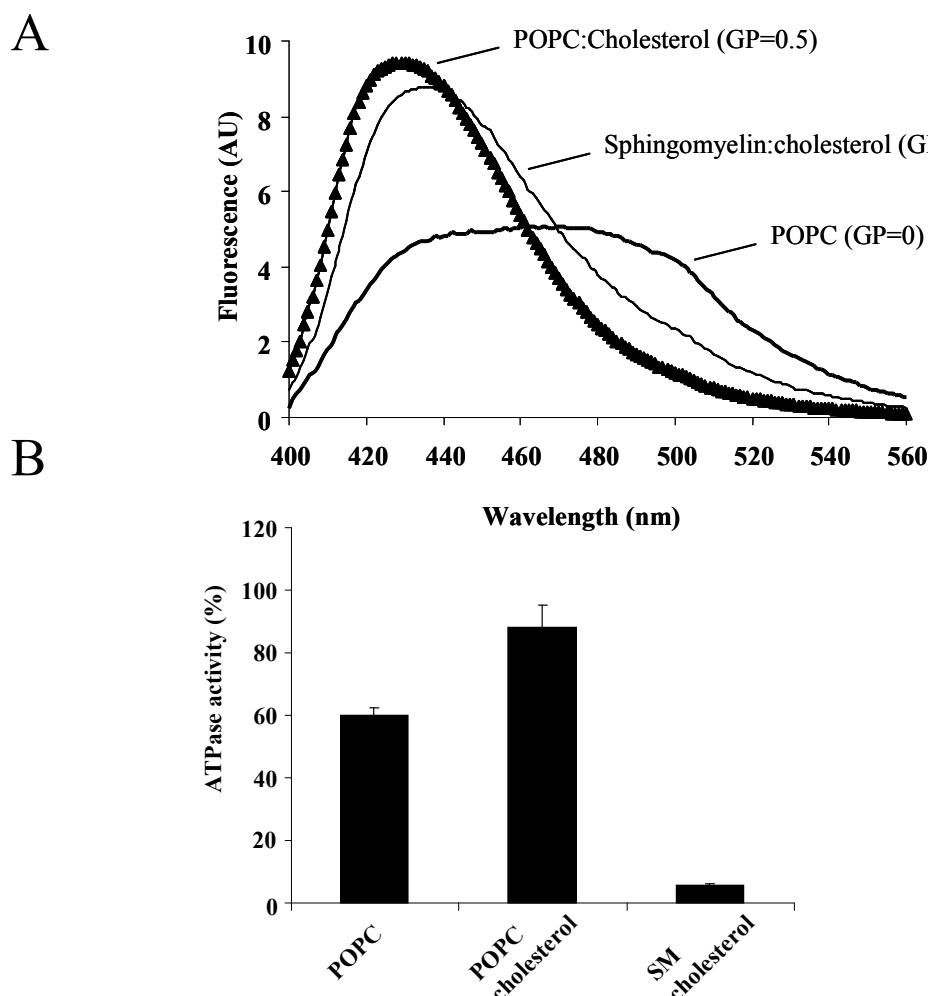 A
POPC:Cholesterol (GP=0.5)
Sphingomyelin:cholesterol (G
POPC (GP=0)
Fluorescence (AU)
10
8
6
4
2
0
400 420 440 460 480 500 520 540 560
Wavelength (nm)
B
ATPase activity (%)
120
100
80
60
40
20
0
POPC
POPC
cholesterol
SM
cholesterol